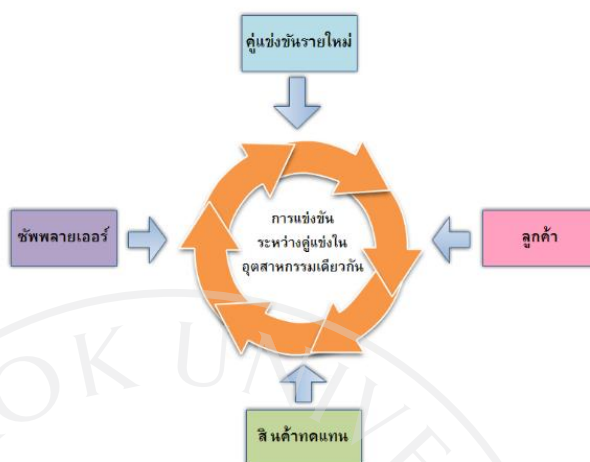 คู่แข่งขันรายใหม่
ซัพพลายเออร์
การแข่งขัน
ระหว่างคู่แข่งใน
อุตสาหกรรมเดียวกัน
ลูกค้า
สินค้าทดแทน
OK UNIVE